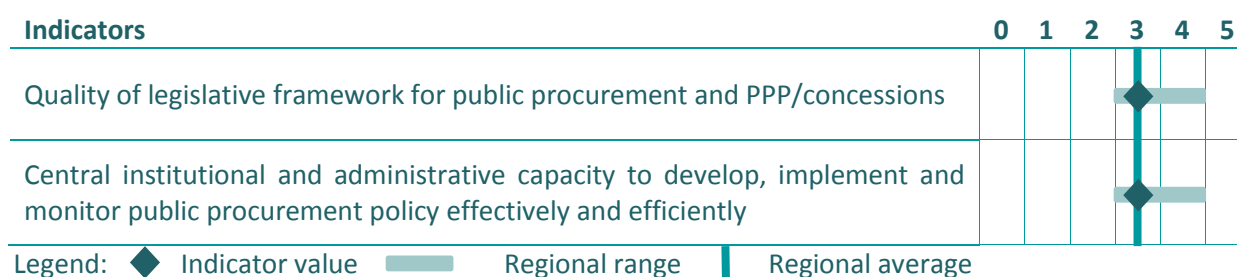 Indicators 0 1 2 3 4 5
Quality of legislative framework for public procurement and PPP/concessions
Central institutional and administrative capacity to develop, implement and
monitor public procurement policy effectively and efficiently
Legend: Indicator value Regional range Regional average